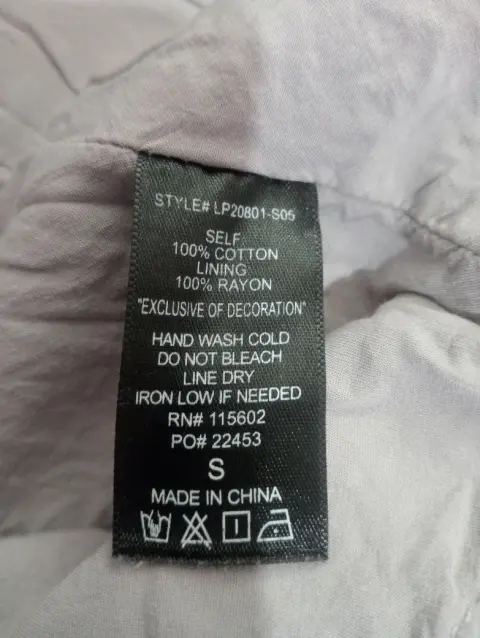 STYLE# LP20801-S05
SELF
100% COTTON
LINING
100% RAYON
"EXCLUSIVE OF DECORATION"
HAND WASH COLD
DO NOT BLEACH
LINE DRY
IRON LOW IF NEEDED
RN# 115602
PO# 22453
S
MADE IN CHINA